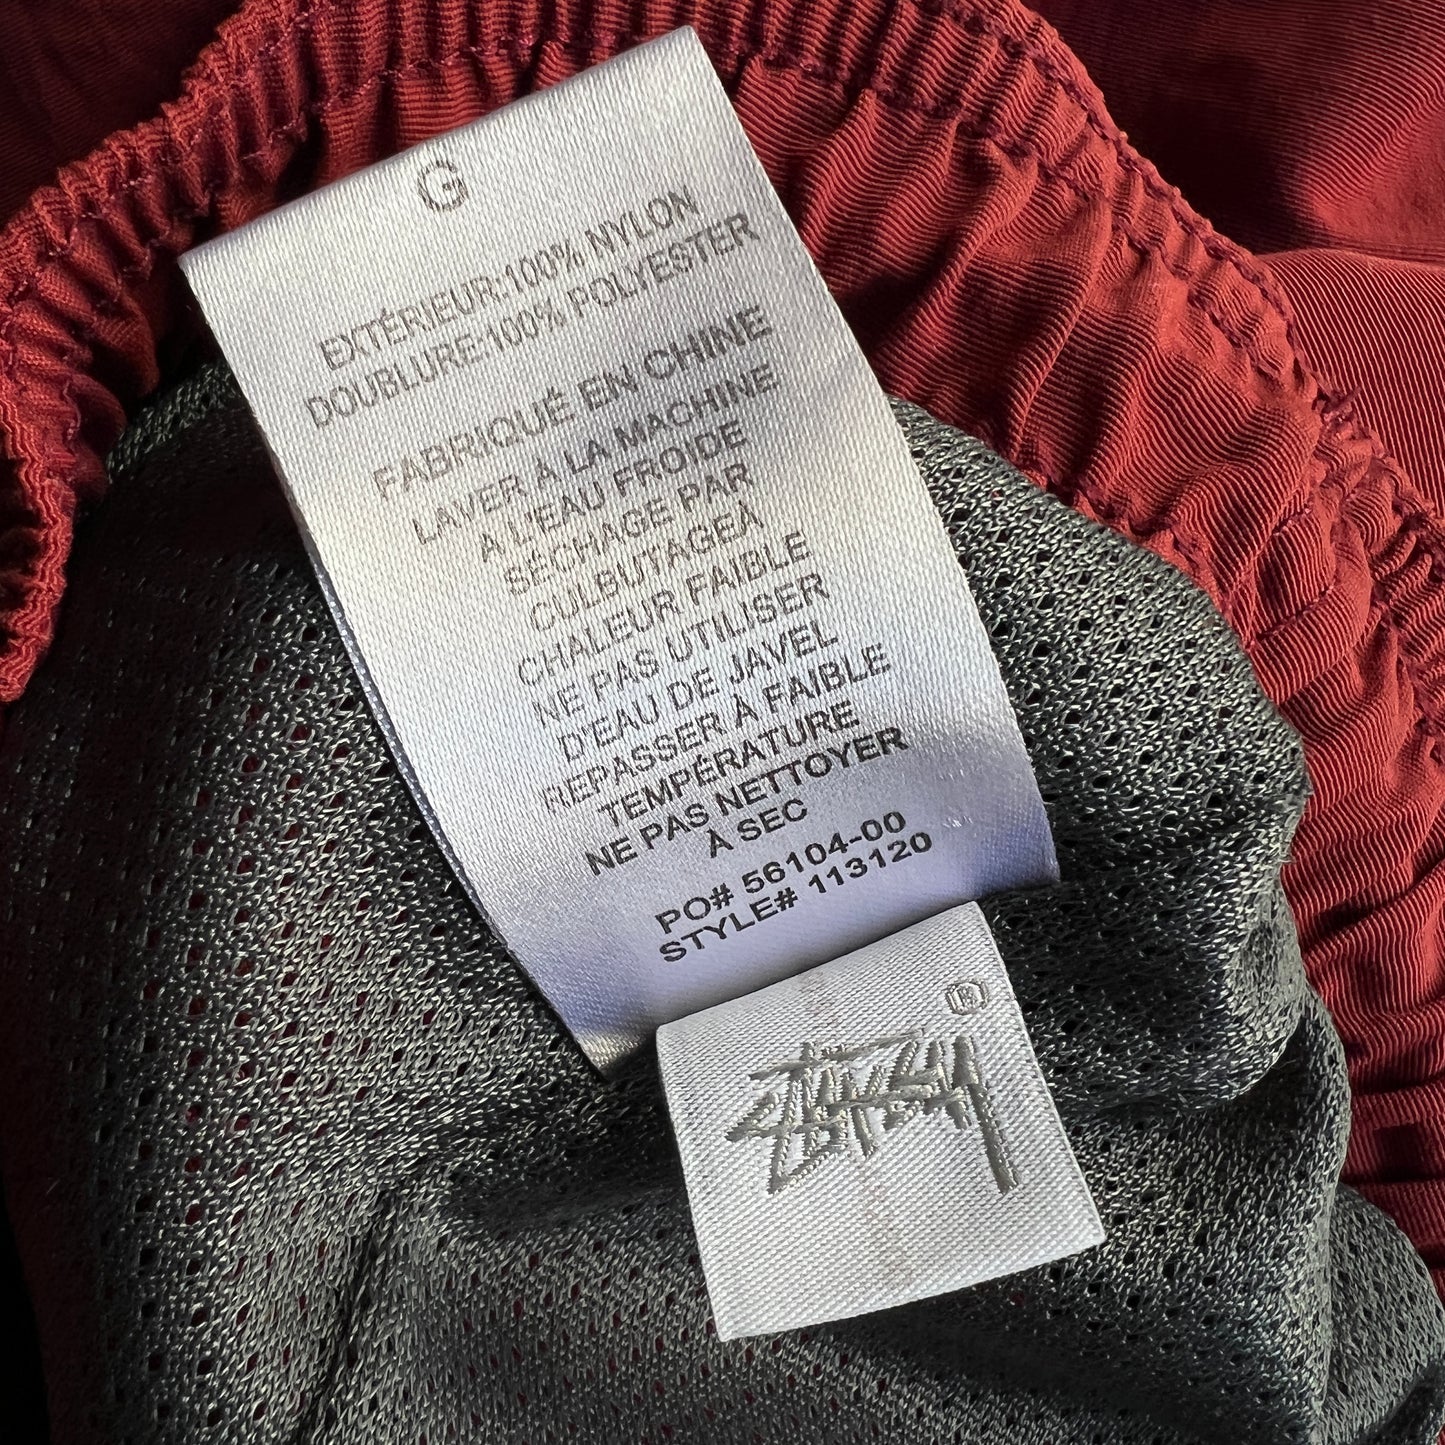 G
EXTÉRIEUR:100% NYLON
DOUBLURE:100% POLYESTER
FABRIQUÉ EN CHINE
LAVER À LA MACHINE
A L'EAU FROIDE
SÉCHAGE PAR
CULBUTAGEÀ
CHALEUR FAIBLE
NE PAS UTILISER
D'EAU DE JAVEL
REPASSER À FAIBLE
TEMPÉRATURE
NE PAS NETTOYER
À SEC
PO# 56104-00
STYLE# 113120
®
Stüssy